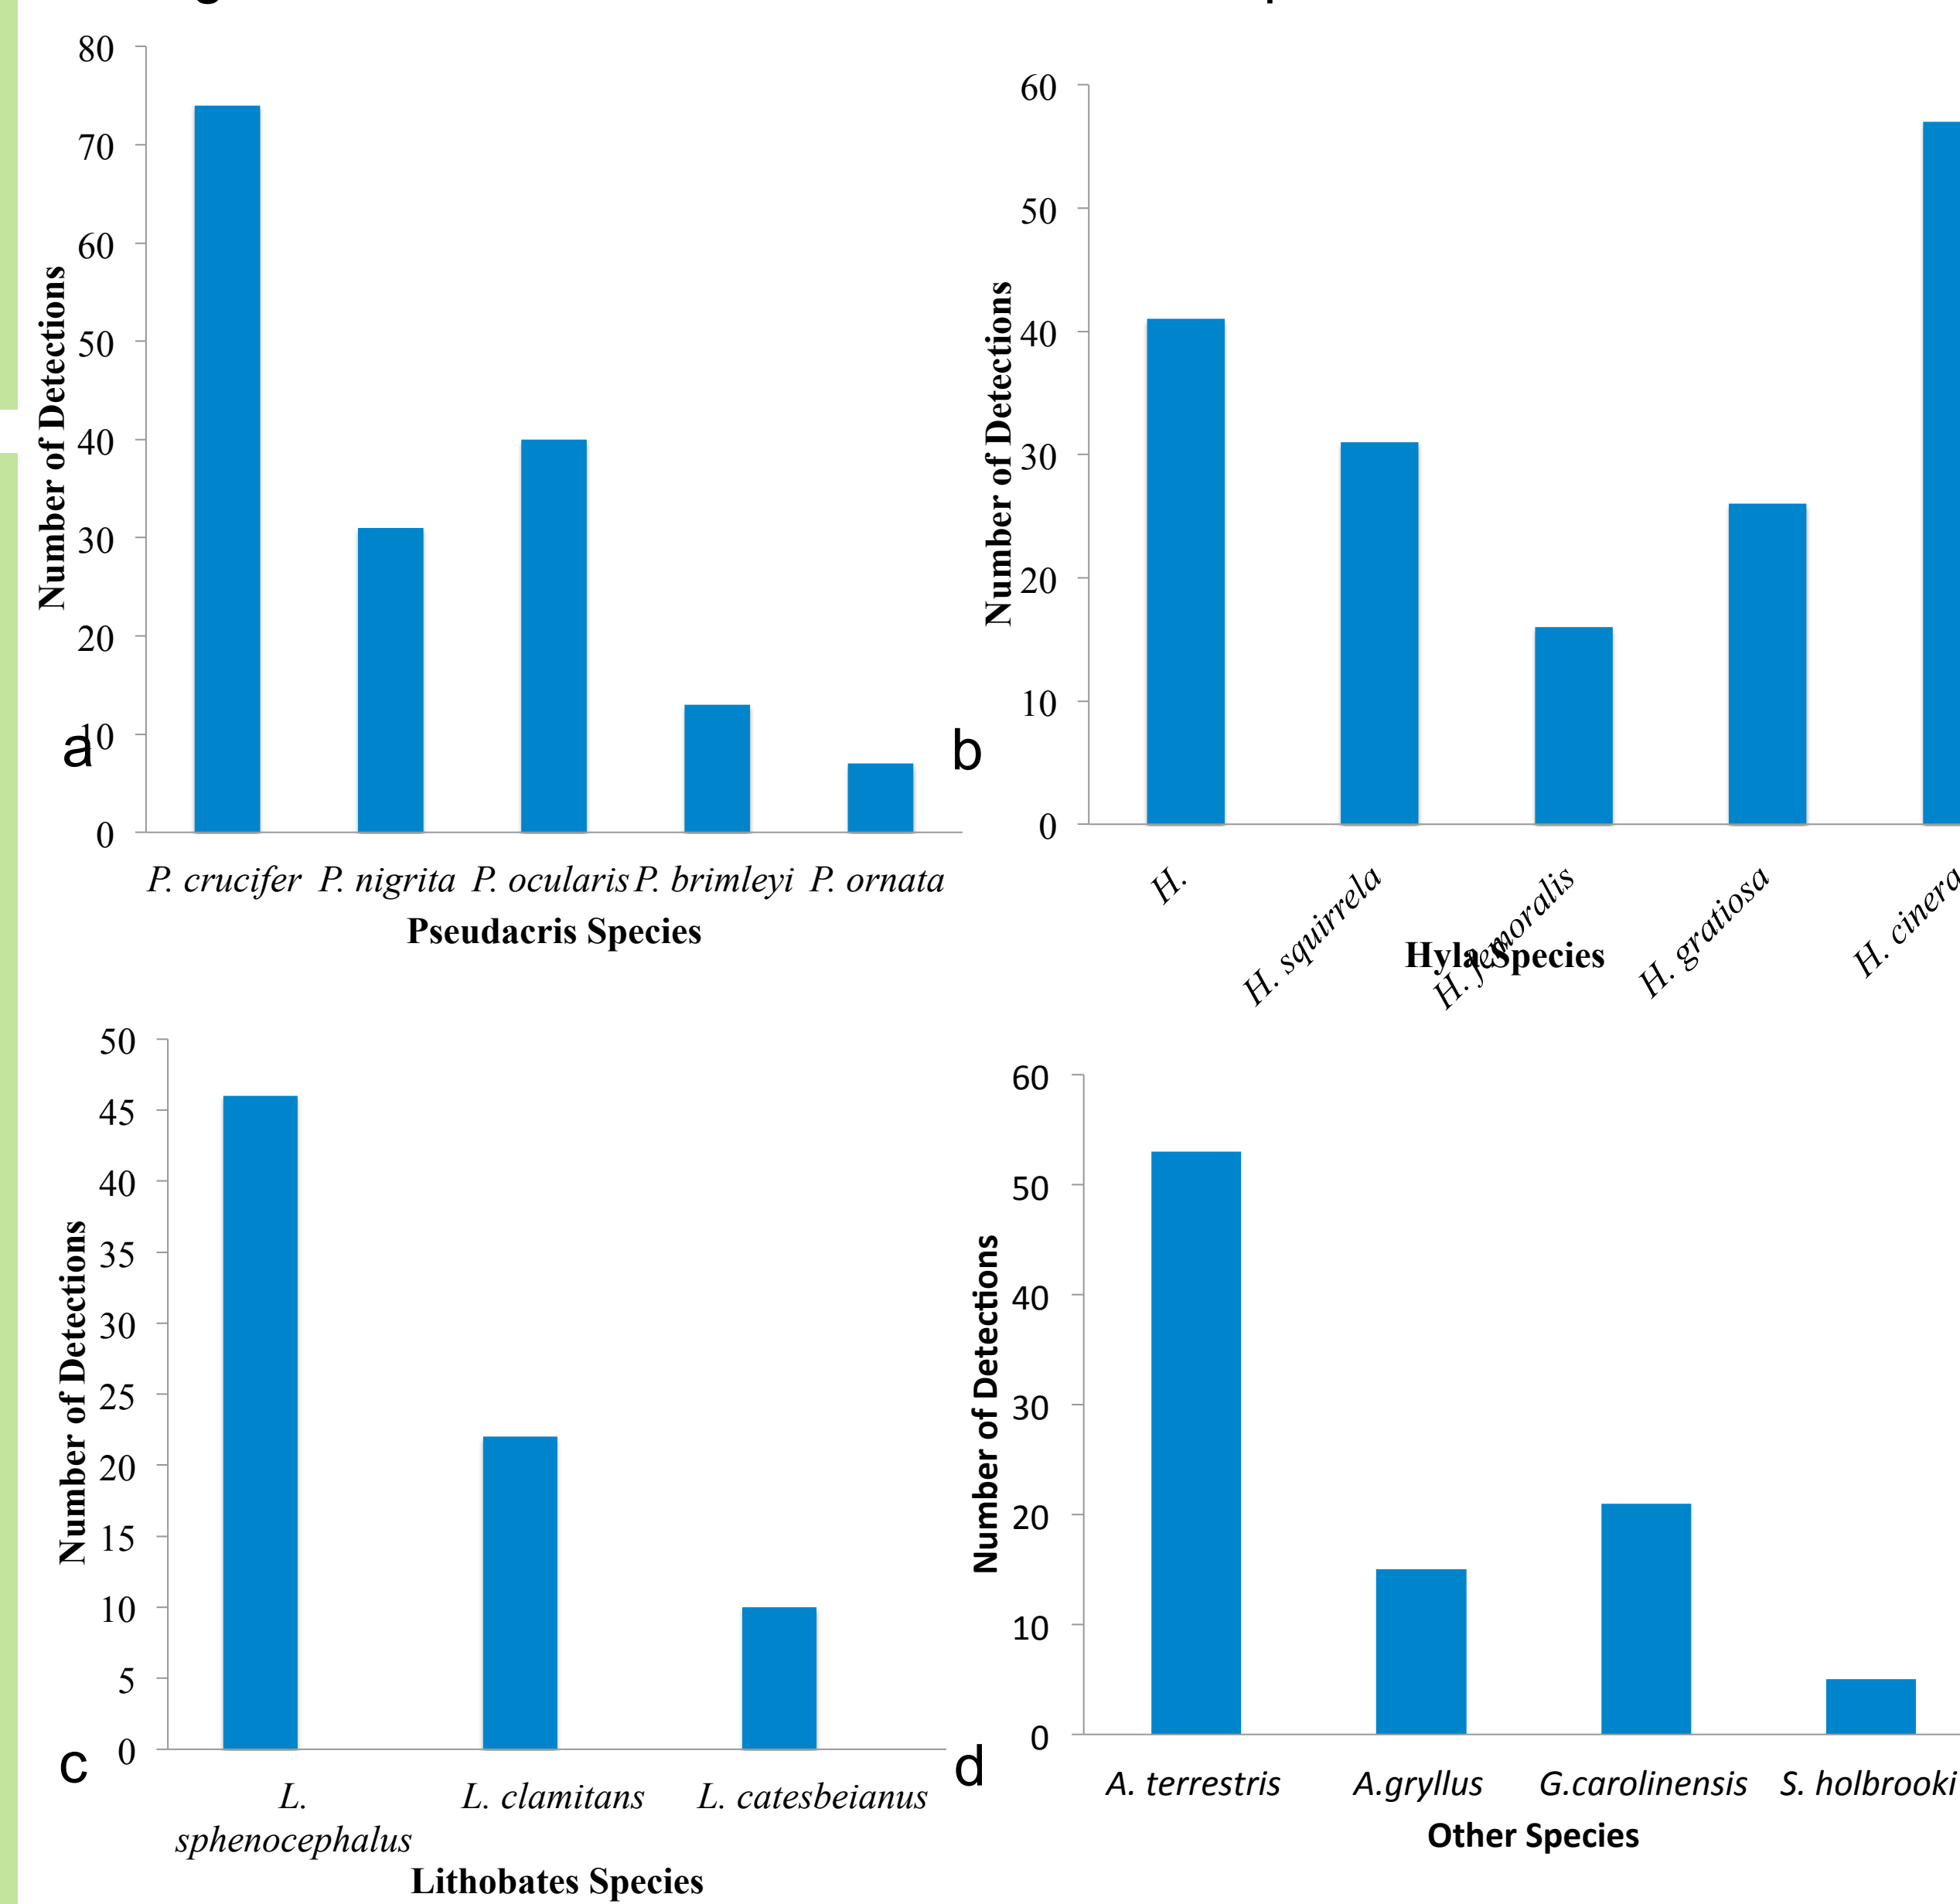 80
70
60
50
40
30
20
10
0
Number of Detections
a
P. crucifer P. nigrita P. ocularis P. brimleyi P. ornata
Pseudacris Species
60
50
40
30
20
10
0
Number of Detections
b
H.
H. squirrela
H. femoralis
H. gratiosa
H. cinera
Hyla Species
50
45
40
35
30
25
20
15
10
5
0
Number of Detections
c
L.
sphenocephalus
L. clamitans
L. catesbeianus
Lithobates Species
60
50
40
30
20
10
0
Number of Detections
d
A. terrestris A.gryllus G.carolinensis S. holbrooki
Other Species